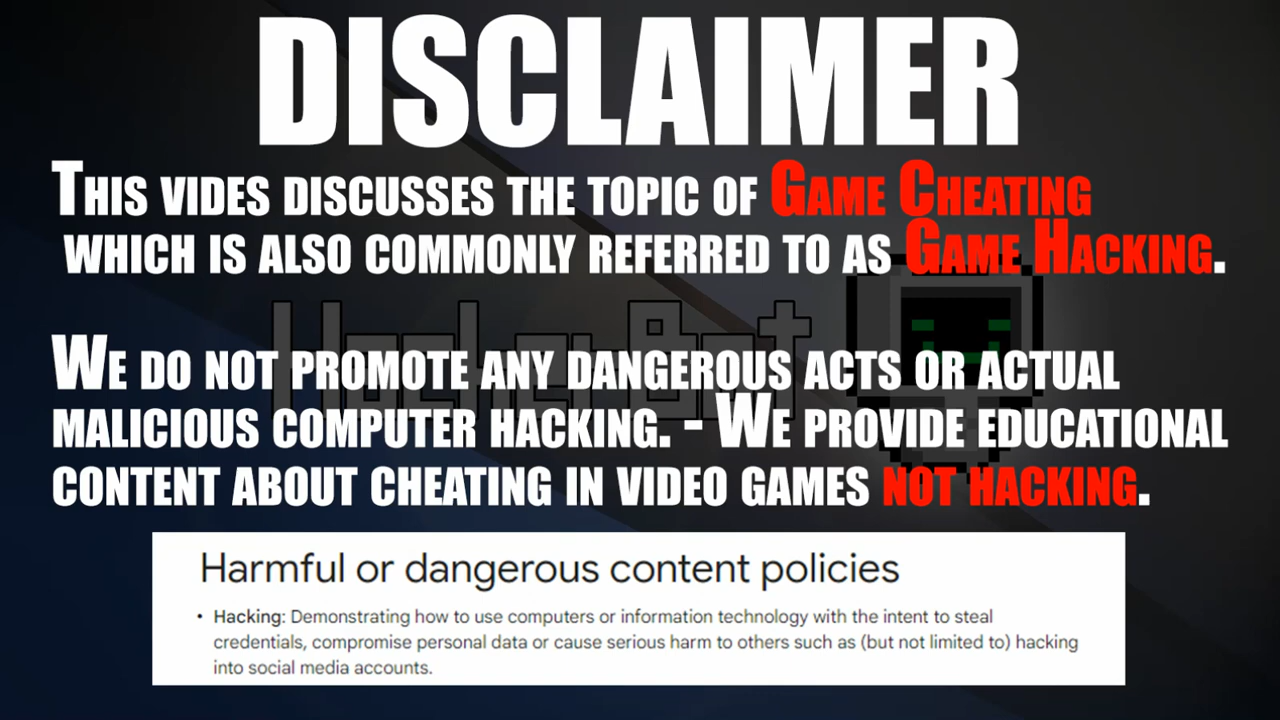 DISCLAIMER
THIS VIDES DISCUSSES THE TOPIC OF GAME CHEATING
WHICH IS ALSO COMMONLY REFERRED TO AS GAME HACKING.
Hacker Bot
WE DO NOT PROMOTE ANY DANGEROUS ACTS OR ACTUAL
MALICIOUS COMPUTER HACKING. - WE PROVIDE EDUCATIONAL
CONTENT ABOUT CHEATING IN VIDEO GAMES NOT HACKING.
Harmful or dangerous content policies
• Hacking: Demonstrating how to use computers or information technology with the intent to steal
credentials, compromise personal data or cause serious harm to others such as (but not limited to) hacking
into social media accounts.